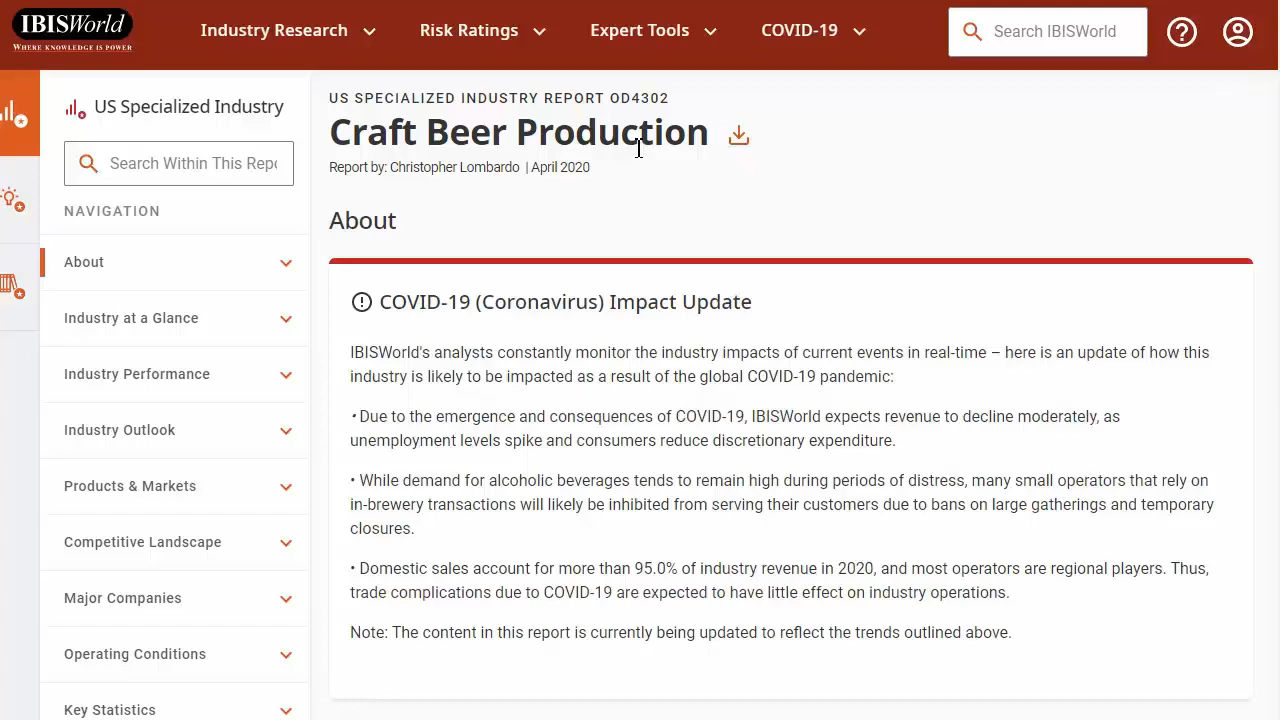 IBISWorld
WHERE KNOWLEDGE IS POWER
Industry Research
Risk Ratings
Expert Tools
COVID-19
Search IBISWorld
US Specialized Industry
Search Within This Repo
NAVIGATION
About
Industry at a Glance
Industry Performance
Industry Outlook
Products & Markets
Competitive Landscape
Major Companies
Operating Conditions
Key Statistics
US SPECIALIZED INDUSTRY REPORT OD4302
Craft Beer Production
Report by: Christopher Lombardo | April 2020
About
COVID-19 (Coronavirus) Impact Update
IBISWorld's analysts constantly monitor the industry impacts of current events in real-time – here is an update of how this
industry is likely to be impacted as a result of the global COVID-19 pandemic:
• Due to the emergence and consequences of COVID-19, IBISWorld expects revenue to decline moderately, as
unemployment levels spike and consumers reduce discretionary expenditure.
• While demand for alcoholic beverages tends to remain high during periods of distress, many small operators that rely on
in-brewery transactions will likely be inhibited from serving their customers due to bans on large gatherings and temporary
closures.
• Domestic sales account for more than 95.0% of industry revenue in 2020, and most operators are regional players. Thus,
trade complications due to COVID-19 are expected to have little effect on industry operations.
Note: The content in this report is currently being updated to reflect the trends outlined above.